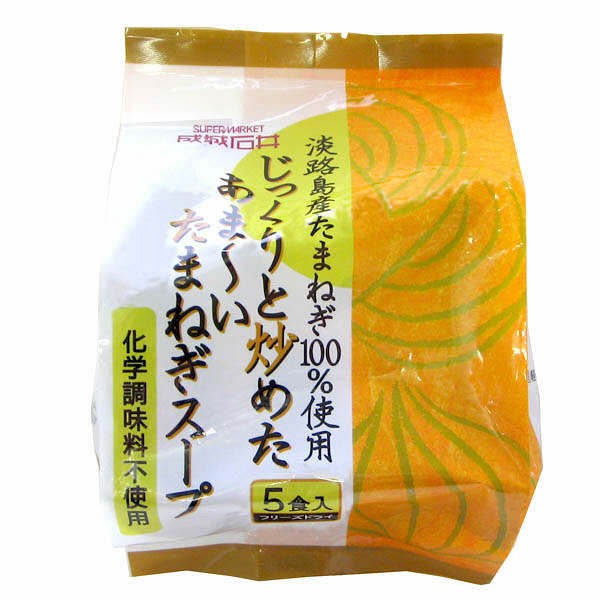 SUPERMARKET
成城石井
淡路島産たまねぎ100%使用
じっくりと炒めた
あま〜い
たまねぎスープ
化学調味料不使用
5食入
フリーズドライ